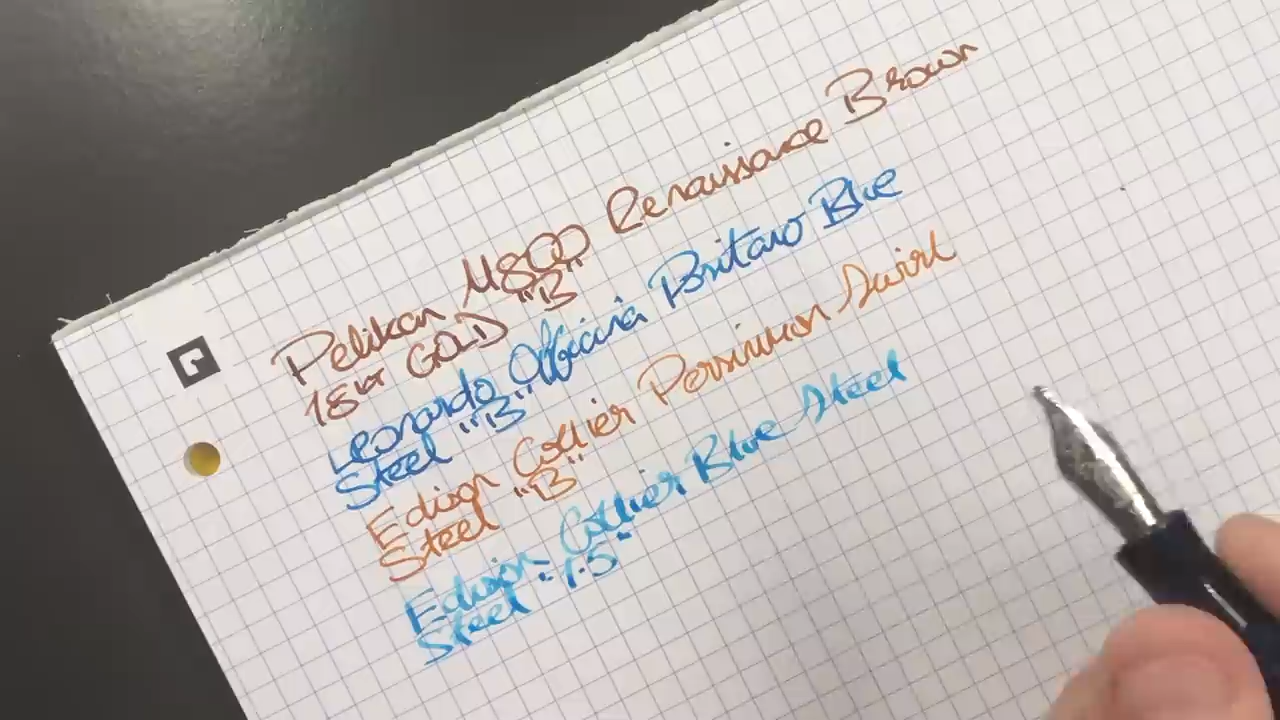 Pelikan M800 Renaissance Brown
18kt GOLD "B"
Leonardo Officina Positano Blue
Steel "B"
Edison Collier Persimmon Swirl
Steel "B"
Edison Collier Blue Steel
Steel "1.5"